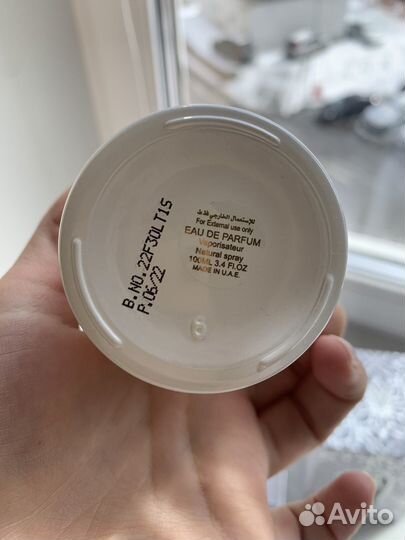 للإستعمال الخارجي فقط
For External use only
EAU DE PARFUM
Vaporisateur
Natural spray
100ML 3.4 Fl.OZ
MADE IN U.A.E.
B.NO.22F30LT15
P.06/22
Avito